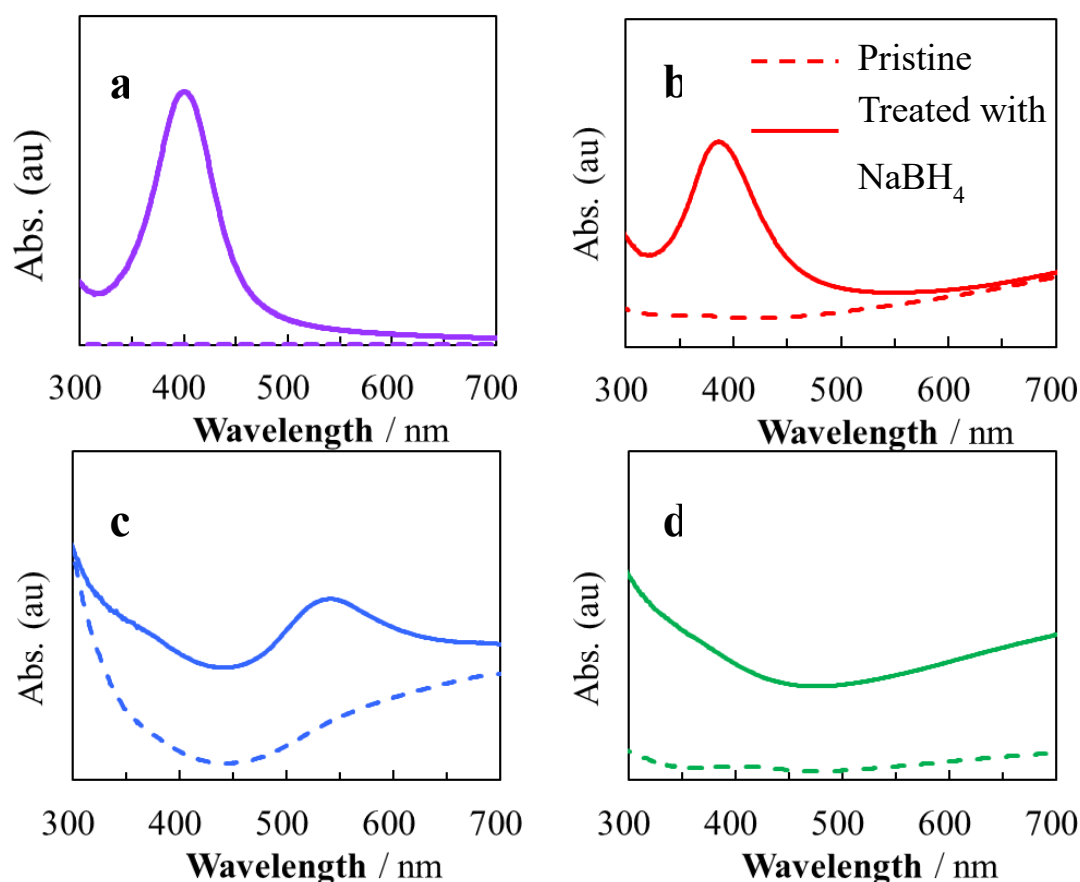 a
Abs. (au)
300 400 500 600 700
Wavelength / nm
b
Pristine
Treated with
NaBH4
Abs. (au)
300 400 500 600 700
Wavelength / nm
c
Abs. (au)
300 400 500 600 700
Wavelength / nm
d
Abs. (au)
300 400 500 600 700
Wavelength / nm